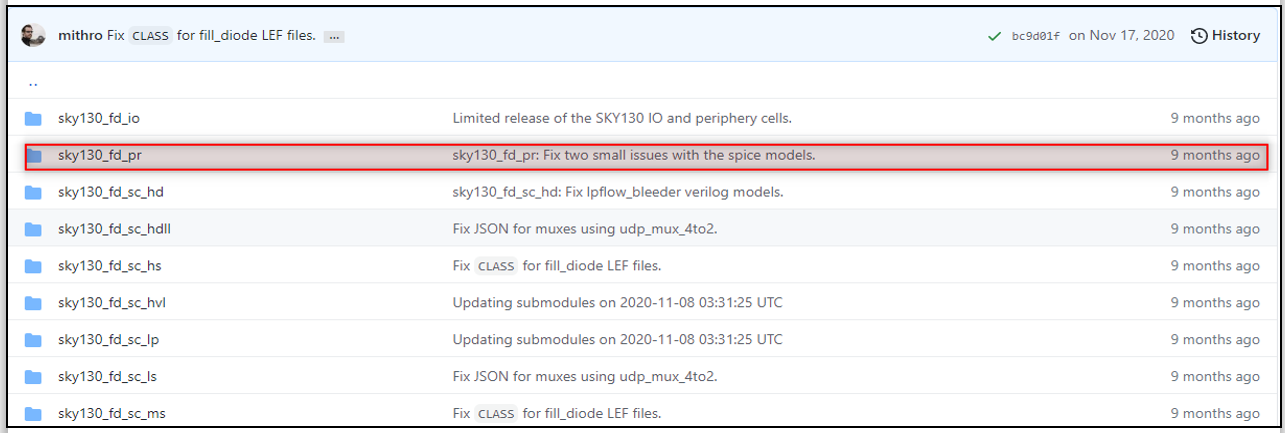 mithro Fix CLASS for fill_diode LEF files. ... bc9d01f on Nov 17, 2020 History
..
sky130_fd_io Limited release of the SKY130 IO and periphery cells. 9 months ago
sky130_fd_pr sky130_fd_pr: Fix two small issues with the spice models. 9 months ago
sky130_fd_sc_hd sky130_fd_sc_hd: Fix lpflow_bleeder verilog models. 9 months ago
sky130_fd_sc_hdll Fix JSON for muxes using udp_mux_4to2. 9 months ago
sky130_fd_sc_hs Fix CLASS for fill_diode LEF files. 9 months ago
sky130_fd_sc_hvl Updating submodules on 2020-11-08 03:31:25 UTC 9 months ago
sky130_fd_sc_lp Updating submodules on 2020-11-08 03:31:25 UTC 9 months ago
sky130_fd_sc_ls Fix JSON for muxes using udp_mux_4to2. 9 months ago
sky130_fd_sc_ms Fix CLASS for fill_diode LEF files. 9 months ago